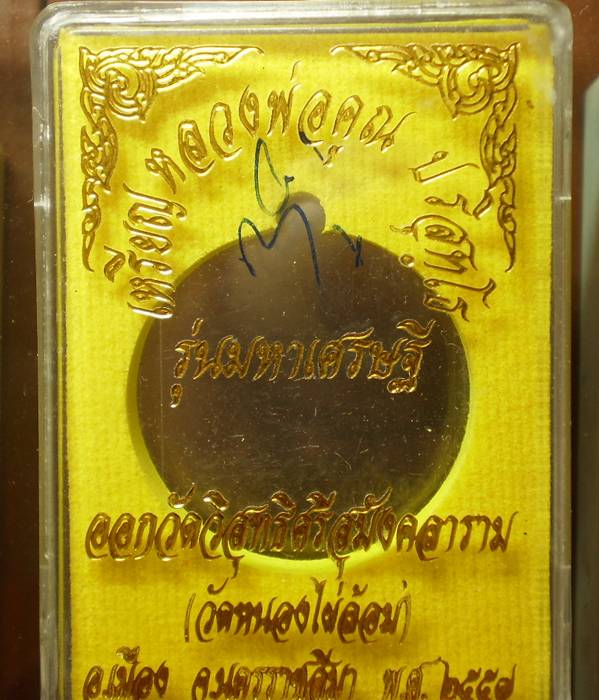 เหรียญ หลวงพ่อคูณ ปริสุทฺโธ
รุ่นมหาเศรษฐี
ออกวัดวิสุทธิศรีสุมังคลาราม
(วัดหนองไผ่ล้อม)
อ.เมือง จ.นครราชสีมา พ.ศ.